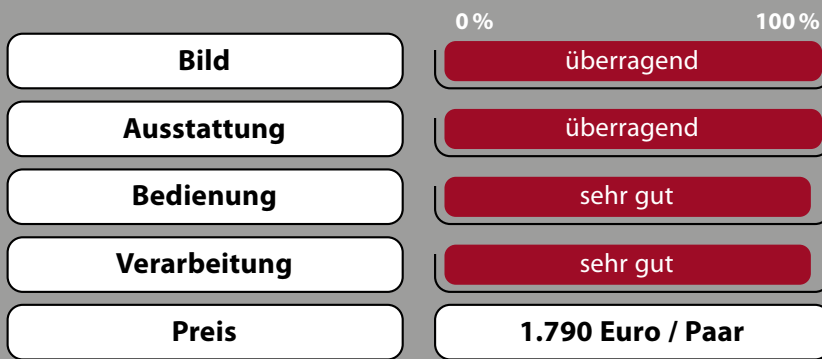 0 % 100 %
Bild überragend
Ausstattung überragend
Bedienung sehr gut
Verarbeitung sehr gut
Preis 1.790 Euro / Paar